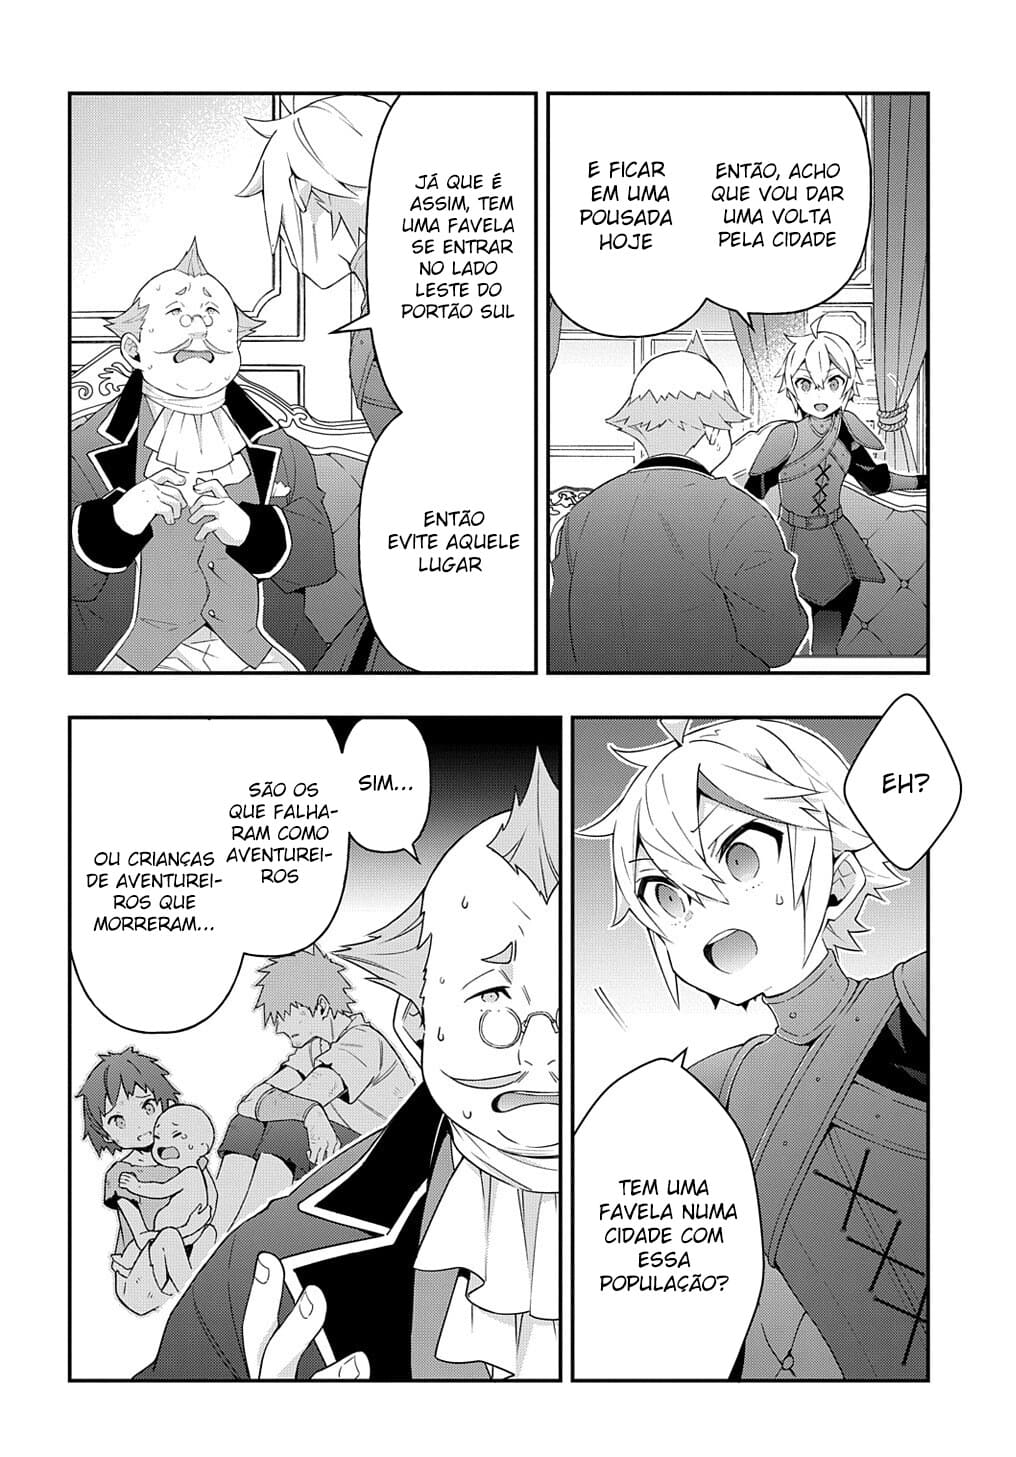 ENTÃO, ACHO
QUE VOU DAR
UMA VOLTA
PELA CIDADE
E FICAR
EM UMA
POUSADA
HOJE
JÁ QUE É
ASSIM, TEM
UMA FAVELA
SE ENTRAR
NO LADO
LESTE DO
PORTÃO SUL
ENTÃO
EVITE AQUELE
LUGAR
EH?
TEM UMA
FAVELA NUMA
CIDADE COM
ESSA
POPULAÇÃO?
SIM...
SÃO OS
QUE FALHA-
RAM COMO
AVENTUREI-
ROS
OU CRIANÇAS
DE AVENTUREI-
ROS QUE
MORRERAM...